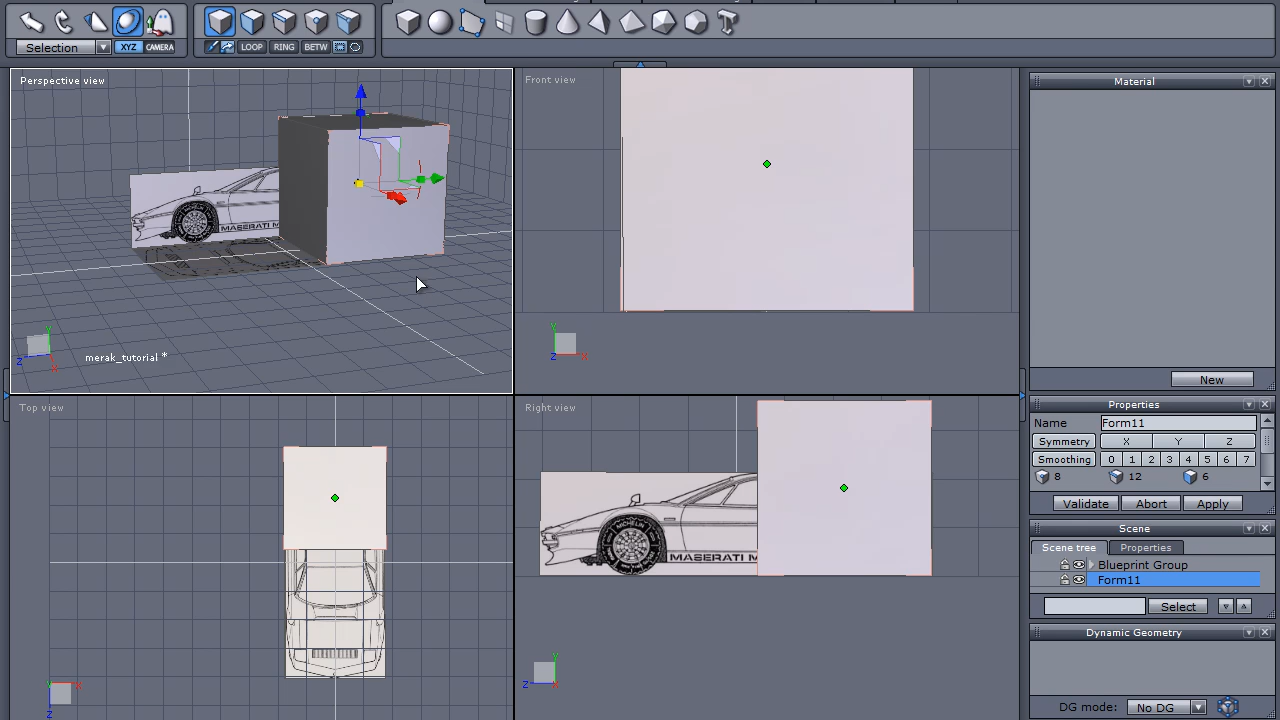 Selection
XYZ CAMERA
LOOP RING BETW
Perspective view
MASERATI M
Y
Z
X
merak_tutorial *
Front view
Y
Z
X
Top view
X
Z
Right view
MICHELIN
MASERATI M
Y
Z
X
Material
New
Properties
Name Form11
Symmetry X Y Z
Smoothing 0 1 2 3 4 5 6 7
8 12 6
Validate Abort Apply
Scene
Scene tree Properties
Blueprint Group
Form11
Select
Dynamic Geometry
DG mode: No DG